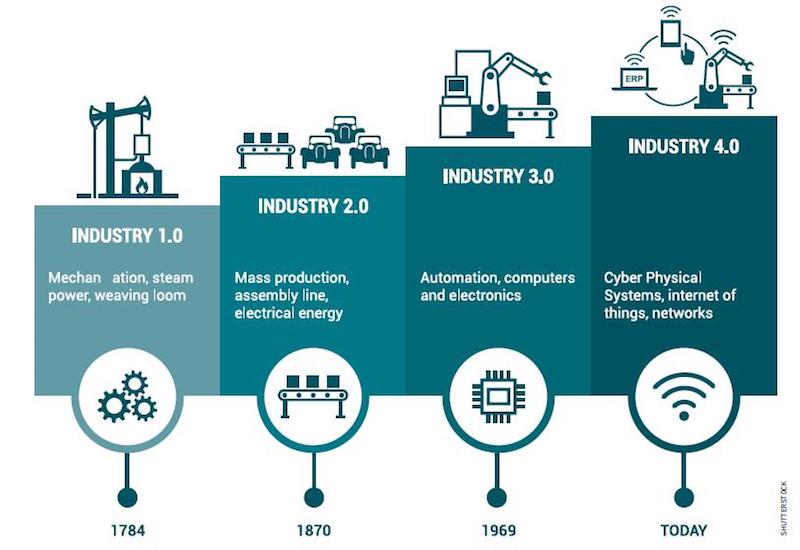 ERP
INDUSTRY 1.0
Mechan ation, steam
power, weaving loom
1784
INDUSTRY 2.0
Mass production,
assembly line,
electrical energy
1870
INDUSTRY 3.0
Automation, computers
and electronics
1969
INDUSTRY 4.0
Cyber Physical
Systems, internet of
things, networks
TODAY
SHUTTERSTOCK